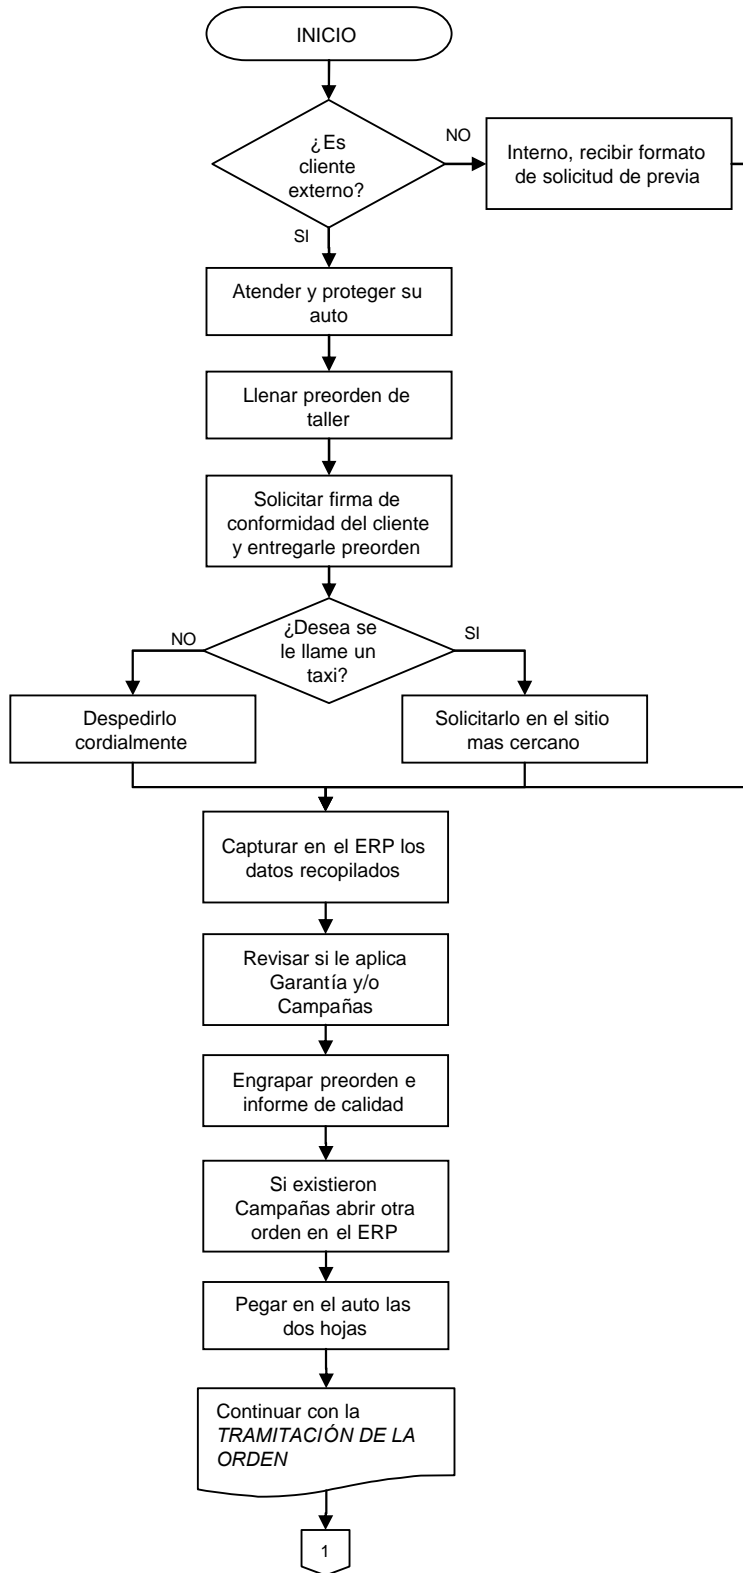 INICIO
¿Es
cliente
externo?
NO
Interno, recibir formato
de solicitud de previa
SI
Atender y proteger su
auto
Llenar preorden de
taller
Solicitar firma de
conformidad del cliente
y entregarle preorden
¿Desea se
le llame un
taxi?
NO
SI
Despedirlo
cordialmente
Solicitarlo en el sitio
mas cercano
Capturar en el ERP los
datos recopilados
Revisar si le aplica
Garantía y/o
Campañas
Engrapar preorden e
informe de calidad
Si existieron
Campañas abrir otra
orden en el ERP
Pegar en el auto las
dos hojas
Continuar con la
TRAMITACIÓN DE LA
ORDEN
1